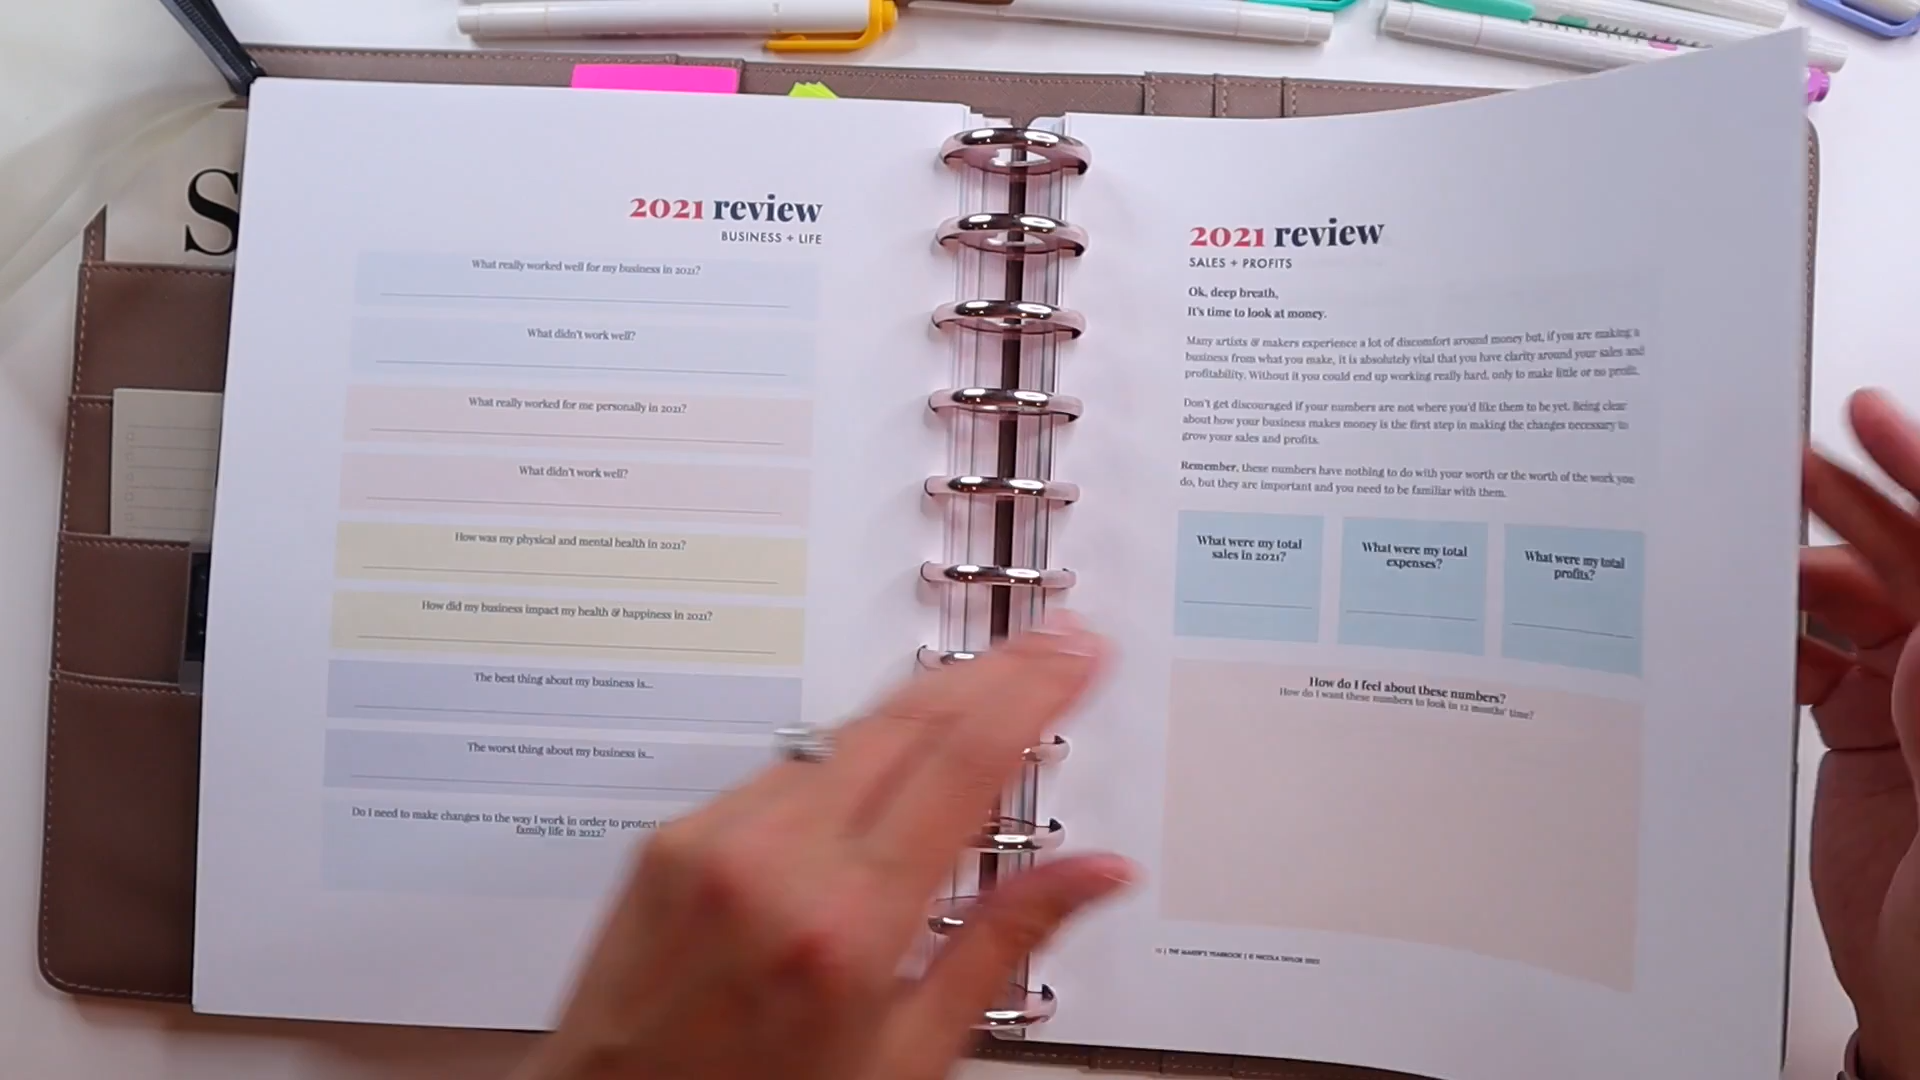 S
2021 review
BUSINESS + LIFE
What really worked well for my business in 2021?
What didn't work well?
What really worked for me personally in 2021?
What didn't work well?
How was my physical and mental health in 2021?
How did my business impact my health & happiness in 2021?
The best thing about my business is...
The worst thing about my business is...
Do I need to make changes to the way I work in order to protect
family life in 2022?
2021 review
SALES + PROFITS
Ok, deep breath,
It's time to look at money.
Many artists & makers experience a lot of discomfort around money but, if you are making a
business from what you make, it is absolutely vital that you have clarity around your sales and
profitability. Without it you could end up working really hard, only to make little or no profit.
Don't get discouraged if your numbers are not where you'd like them to be yet. Being clear
about how your business makes money is the first step in making the changes necessary to
grow your sales and profits.
Remember, these numbers have nothing to do with your worth or the worth of the work you
do, but they are important and you need to be familiar with them.
What were my total
sales in 2021?
What were my total
expenses?
What were my total
profits?
How do I feel about these numbers?
How do I want these numbers to look in 12 months' time?
| THE MAKER'S YEARBOOK | © NICOLA TAYLOR